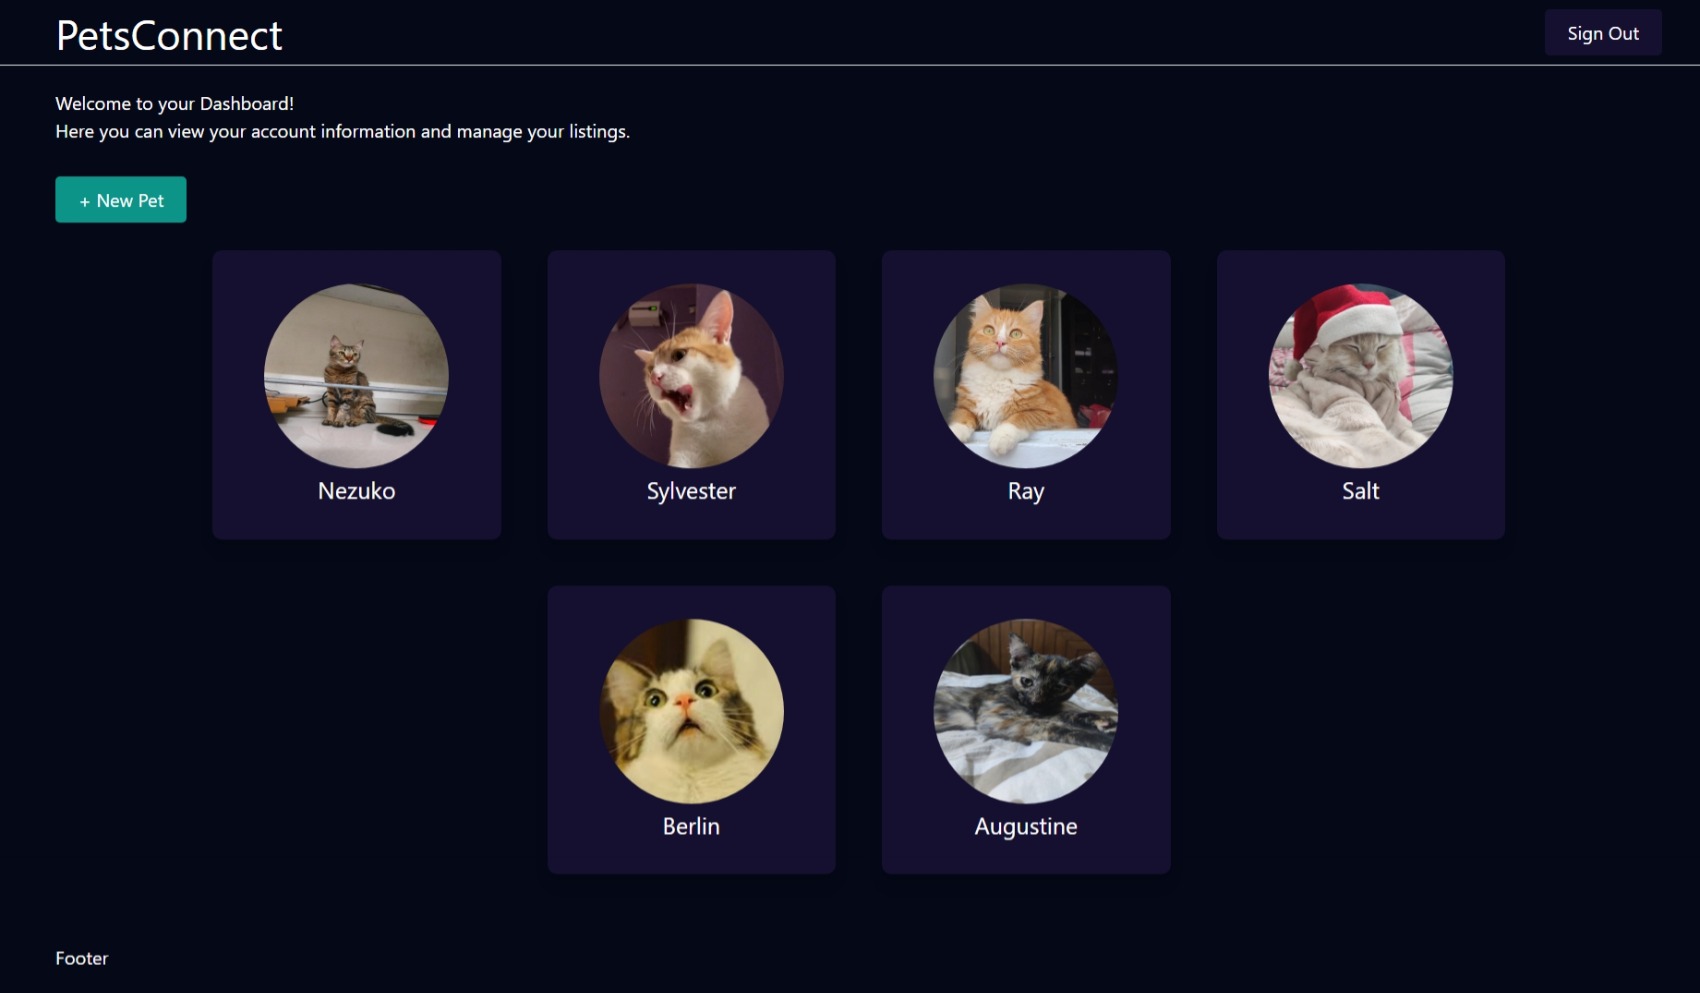 PetsConnect
Sign Out
Welcome to your Dashboard!
Here you can view your account information and manage your listings.
+ New Pet
Nezuko
Sylvester
Ray
Salt
Berlin
Augustine
Footer